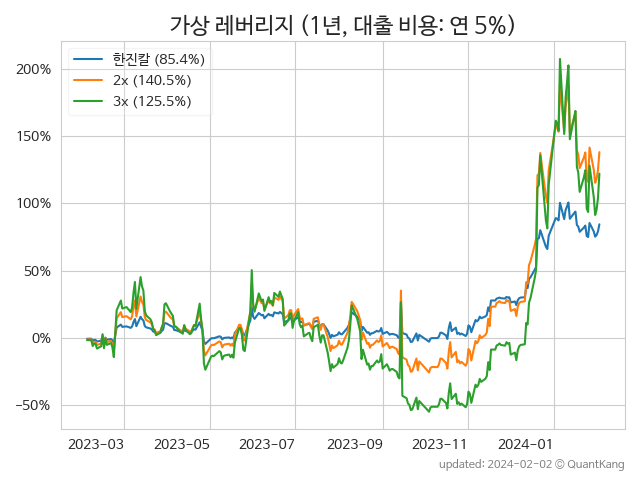 가상 레버리지 (1년, 대출 비용: 연 5%)
한진칼 (85.4%)
2x (140.5%)
3x (125.5%)
200%
150%
100%
50%
0%
−50%
2023-03 2023-05 2023-07 2023-09 2023-11 2024-01
updated: 2024-02-02 © QuantKang